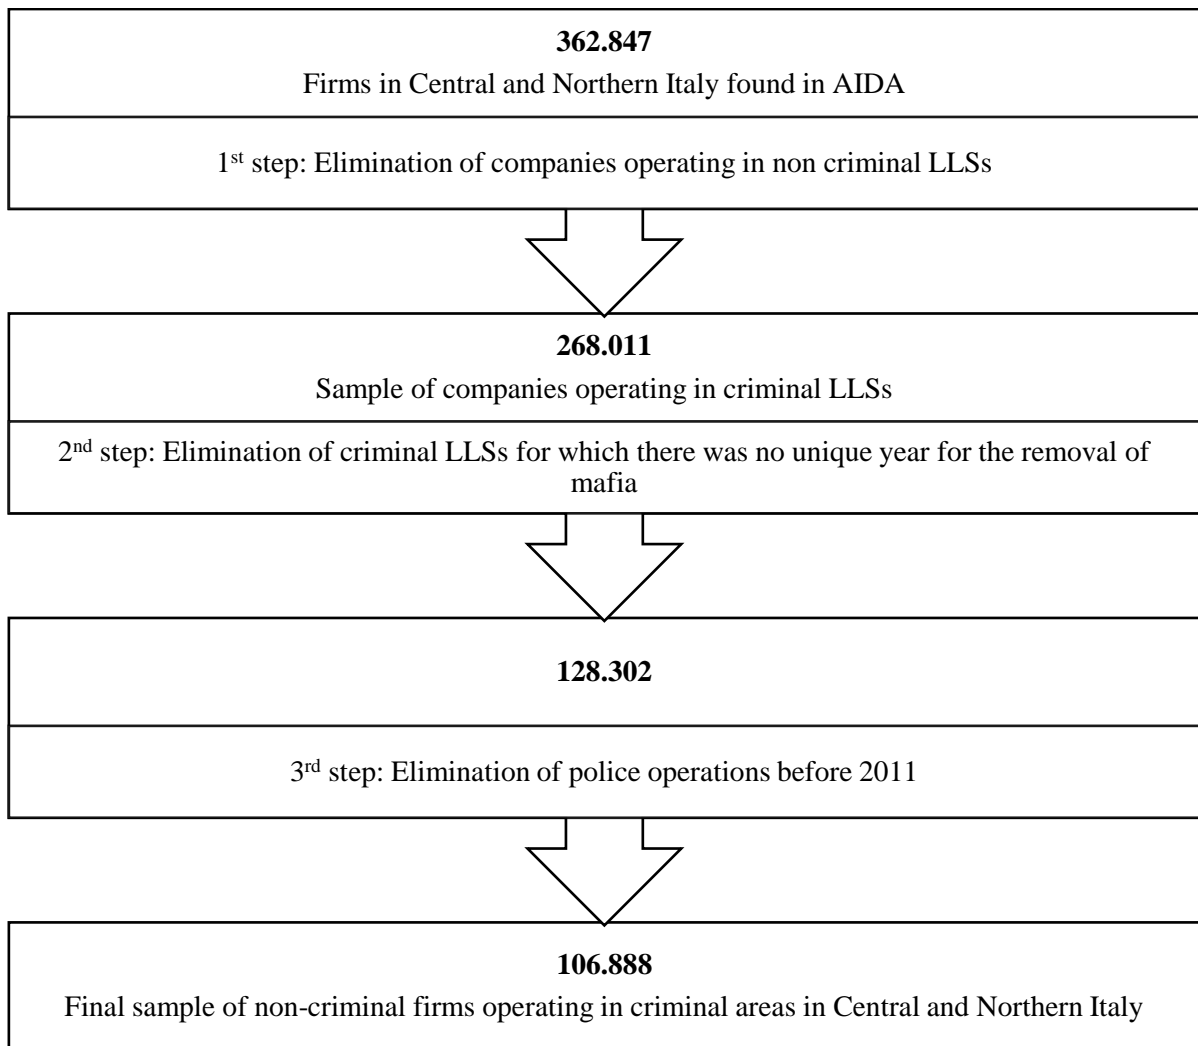 362.847
Firms in Central and Northern Italy found in AIDA
1st step: Elimination of companies operating in non criminal LLSs
268.011
Sample of companies operating in criminal LLSs
2nd step: Elimination of criminal LLSs for which there was no unique year for the removal of
mafia
128.302
3rd step: Elimination of police operations before 2011
106.888
Final sample of non-criminal firms operating in criminal areas in Central and Northern Italy